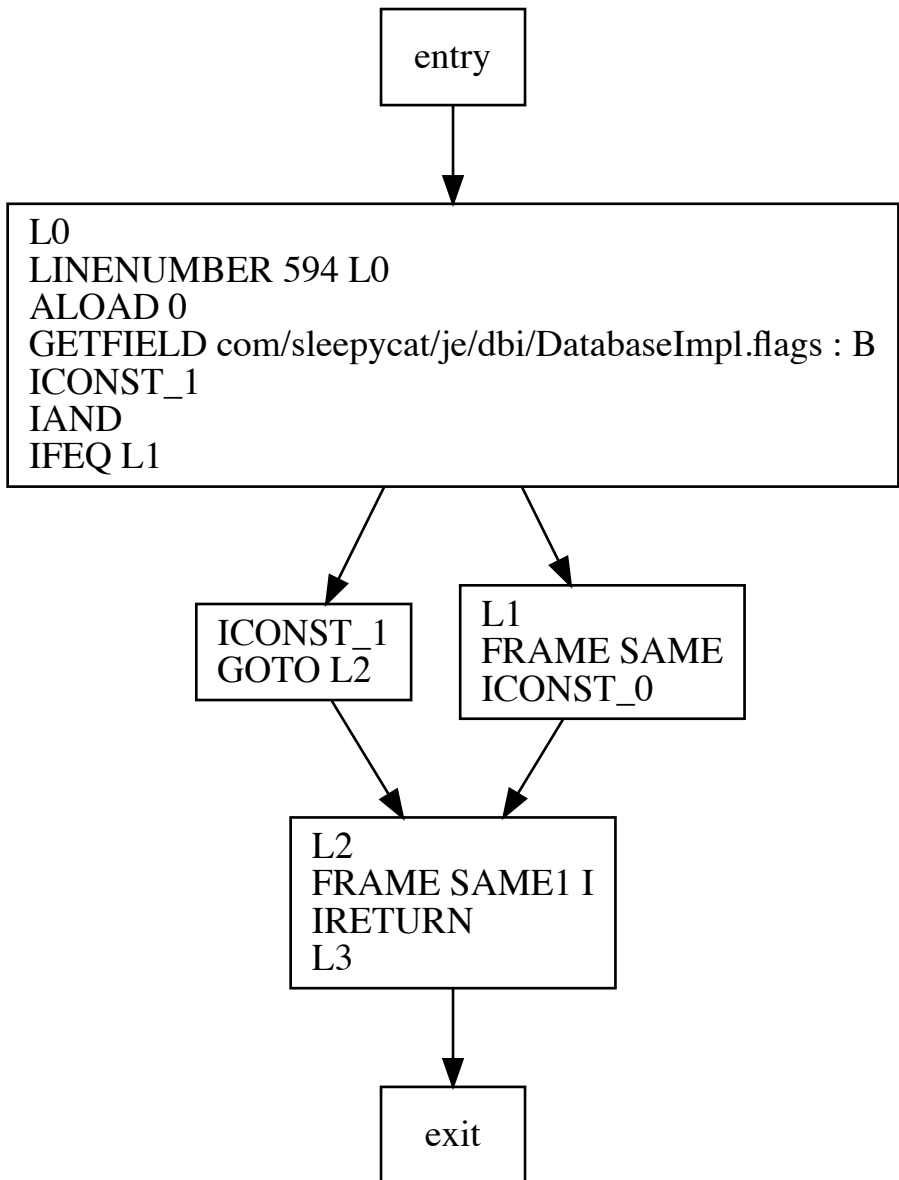 entry
L0
LINENUMBER 594 L0
ALOAD 0
GETFIELD com/sleepycat/je/dbi/DatabaseImpl.flags : B
ICONST_1
IAND
IFEQ L1
ICONST_1
GOTO L2
L1
FRAME SAME
ICONST_0
L2
FRAME SAME1 I
IRETURN
L3
exit